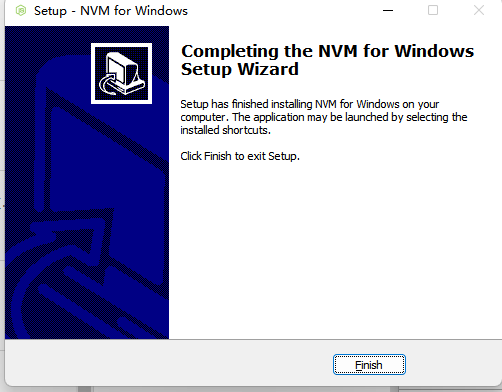 Setup - NVM for Windows
Completing the NVM for Windows
Setup Wizard
Setup has finished installing NVM for Windows on your
computer. The application may be launched by selecting the
installed shortcuts.
Click Finish to exit Setup.
Finish